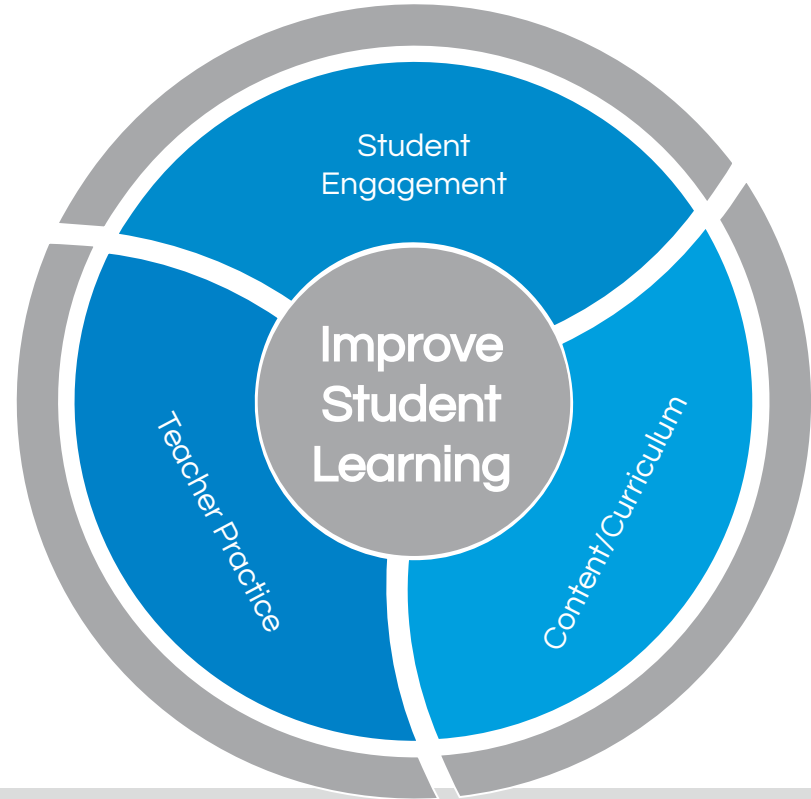 Student
Engagement
Improve
Student
Learning
Teacher Practice
Content/Curriculum